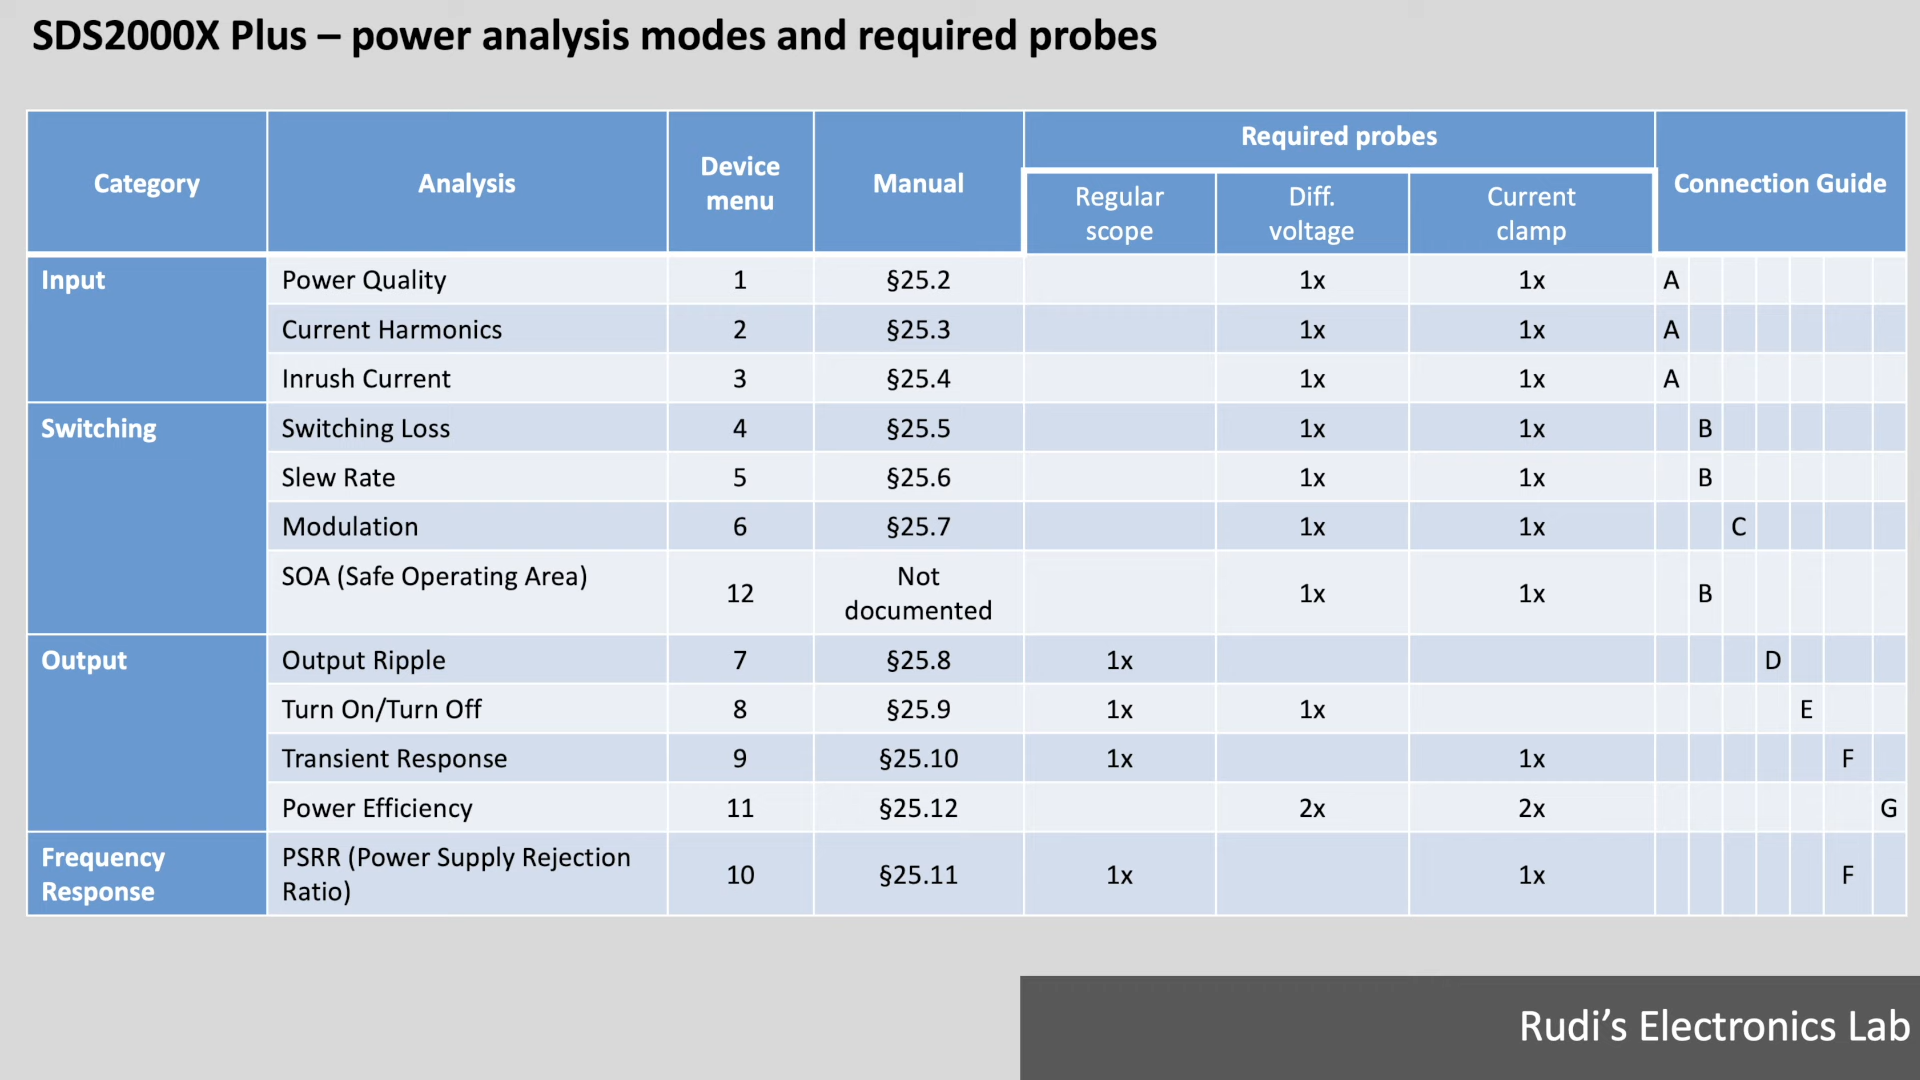 SDS2000X Plus – power analysis modes and required probes
Category Analysis Device menu Manual Required probes Connection Guide
Regular scope Diff. voltage Current clamp
Input Power Quality 1 §25.2 1x 1x A
Current Harmonics 2 §25.3 1x 1x A
Inrush Current 3 §25.4 1x 1x A
Switching Switching Loss 4 §25.5 1x 1x B
Slew Rate 5 §25.6 1x 1x B
Modulation 6 §25.7 1x 1x C
SOA (Safe Operating Area) 12 Not documented 1x 1x B
Output Output Ripple 7 §25.8 1x D
Turn On/Turn Off 8 §25.9 1x 1x E
Transient Response 9 §25.10 1x 1x F
Power Efficiency 11 §25.12 2x 2x G
Frequency Response PSRR (Power Supply Rejection Ratio) 10 §25.11 1x 1x F
Rudi’s Electronics Lab